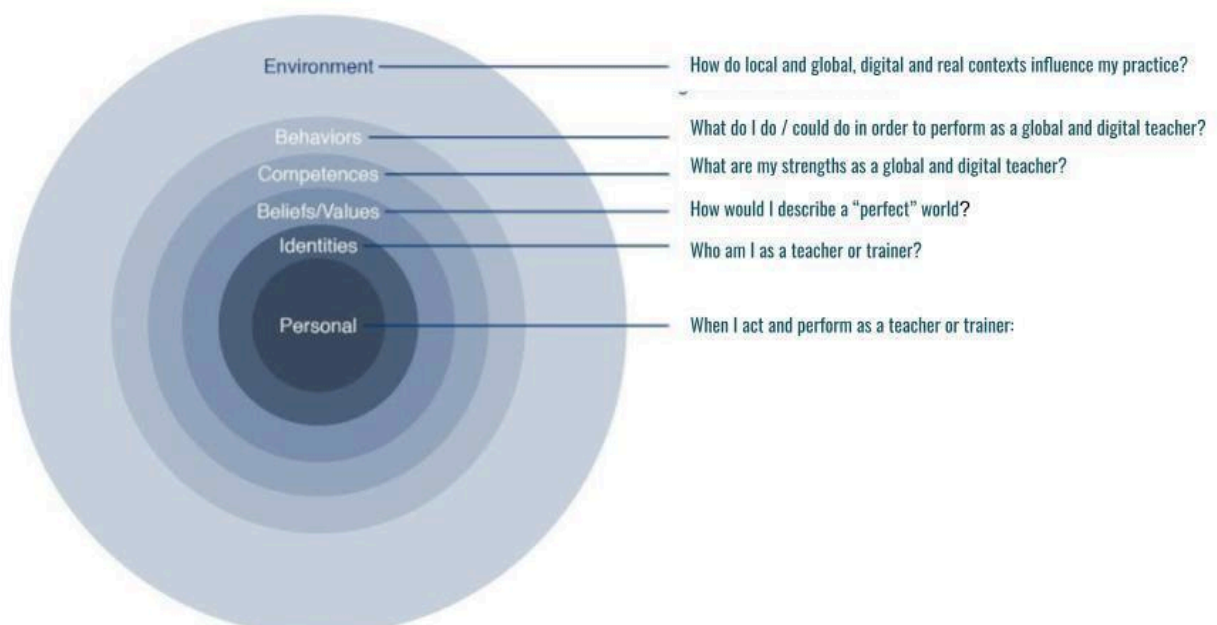 Environment
How do local and global, digital and real contexts influence my practice?
Behaviors
What do I do / could do in order to perform as a global and digital teacher?
Competences
What are my strengths as a global and digital teacher?
Beliefs/Values
How would I describe a “perfect” world?
Identities
Who am I as a teacher or trainer?
Personal
When I act and perform as a teacher or trainer: